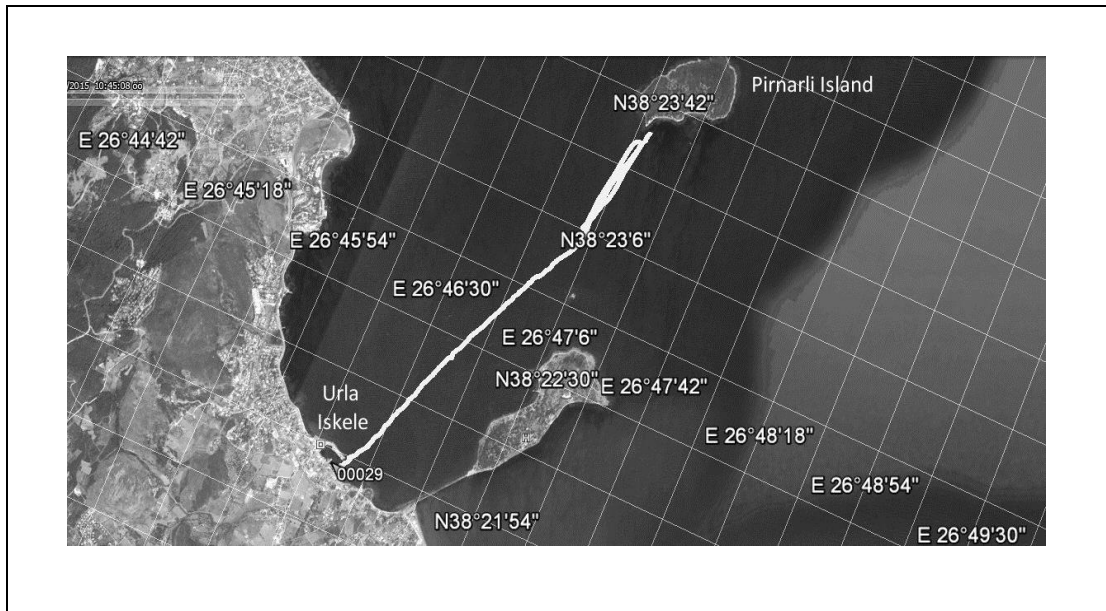 /2015 10:45:08
Pirnarli Island
N38°23'42"
E 26°44'42"
E 26°45'18"
E 26°45'54"
N38°23'6"
E 26°46'30"
E 26°47'6"
N38°22'30"
E 26°47'42"
Urla
Iskele
E 26°48'18"
00029
E 26°48'54"
N38°21'54"
E 26°49'30"